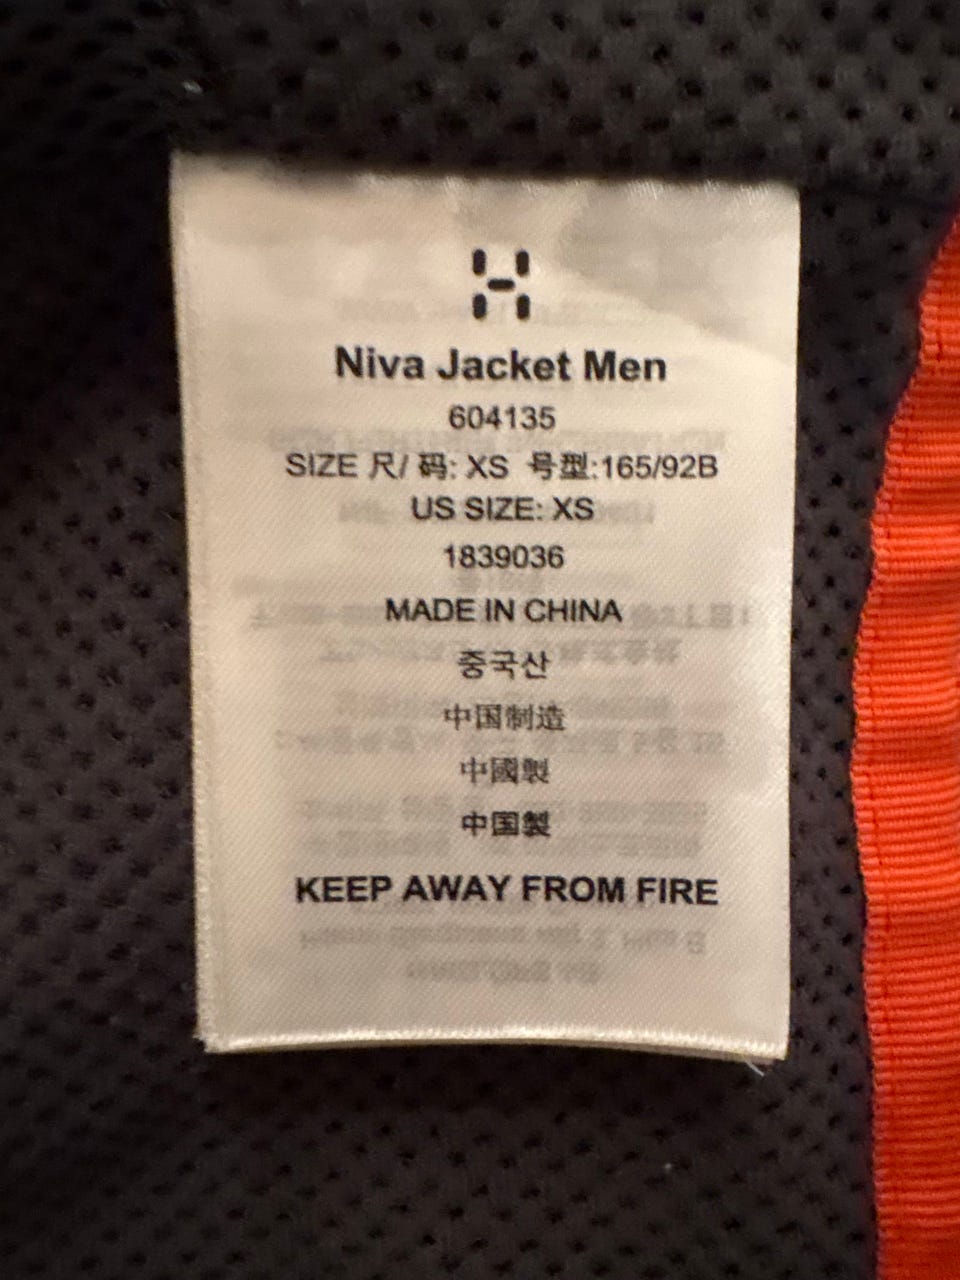 Niva Jacket Men
604135
SIZE 尺/ 码: XS 号型:165/92B
US SIZE: XS
1839036
MADE IN CHINA
중국산
中国制造
中國製
中国製
KEEP AWAY FROM FIRE